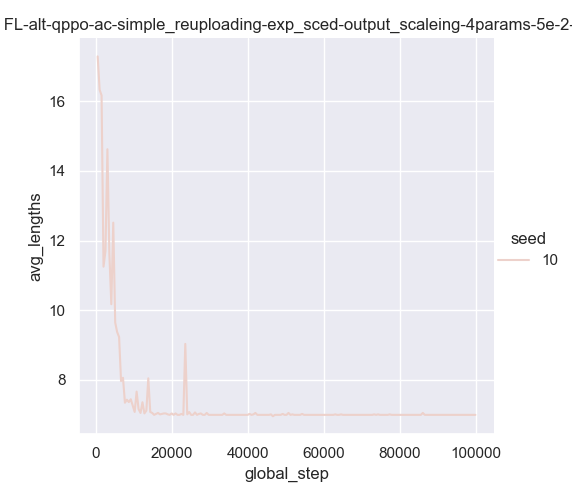 FL-alt-qppo-ac-simple_reuploading-exp_sced-output_scaleing-4params-5e-2-
16
14
12
10
8
avg_lengths
0 20000 40000 60000 80000 100000
global_step
seed
10